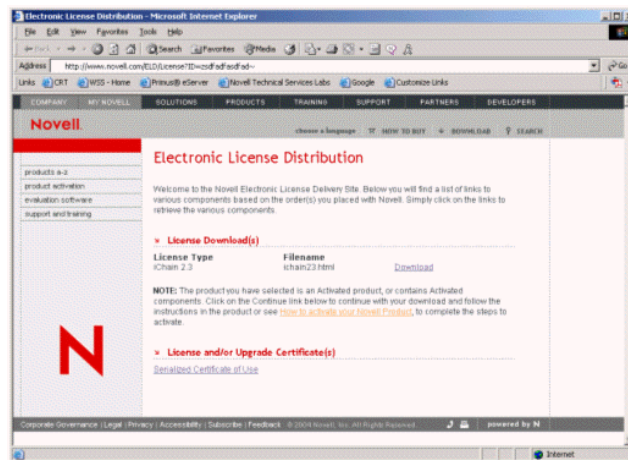 Electronic License Distribution - Microsoft Internet Explorer
File Edit View Favorites Tools Help
Back Search Favorites Media
Address http://www.novell.com/ELD/License?ID=zsdfadfasdfad~ Go
Links CRT WSS - Home Primus® eServer Novell Technical Services Labs Google Customize Links
COMPANY MY NOVELL SOLUTIONS PRODUCTS TRAINING SUPPORT PARTNERS DEVELOPERS
Novell.
choose a language HOW TO BUY DOWNLOAD SEARCH
Electronic License Distribution
products a-z
product activation
evaluation software
support and training
Welcome to the Novell Electronic License Delivery Site. Below you will find a list of links to
various components based on the order(s) you placed with Novell. Simply click on the links to
retrieve the various components.
License Download(s)
License Type Filename
iChain 2.3 ichain23.html Download
NOTE: The product you have selected is an Activated product, or contains Activated
components. Click on the Continue link below to continue with your download and follow the
instructions in the product or see How to activate your Novell Product, to complete the steps to
activate.
N
License and/or Upgrade Certificate(s)
Serialized Certificate of Use
Corporate Governance | Legal | Privacy | Accessibility | Subscribe | Feedback © 2004 Novell, Inc. All Rights Reserved. powered by N
Internet